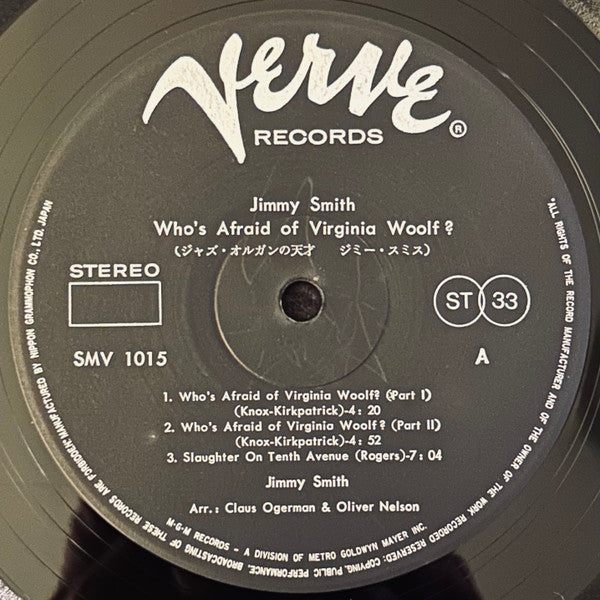 Verve
RECORDS ®
Jimmy Smith
Who's Afraid of Virginia Woolf?
(ジャズ・オルガンの天才 ジミー・スミス)
STEREO
ST 33
SMV 1015
A
1. Who's Afraid of Virginia Woolf? (Part I)
(Knox-Kirkpatrick)-4: 20
2. Who's Afraid of Virginia Woolf? (Part II)
(Knox-Kirkpatrick)-4: 52
3. Slaughter On Tenth Avenue (Rogers)-7: 04
Jimmy Smith
Arr.: Claus Ogerman & Oliver Nelson
M-G-M RECORDS – A DIVISION OF METRO GOLDWYN MAYER INC.
"ALL RIGHTS OF THE RECORD MANUFACTURER AND OF THE OWNER OF THE WORK RECORDED RESERVED: COPYING, PUBLIC PERFORMANCE, BROADCASTING OF THESE RECORDS ARE FORBIDDEN." MANUFACTURED BY NIPPON GRAMMOPHON CO., LTD. JAPAN